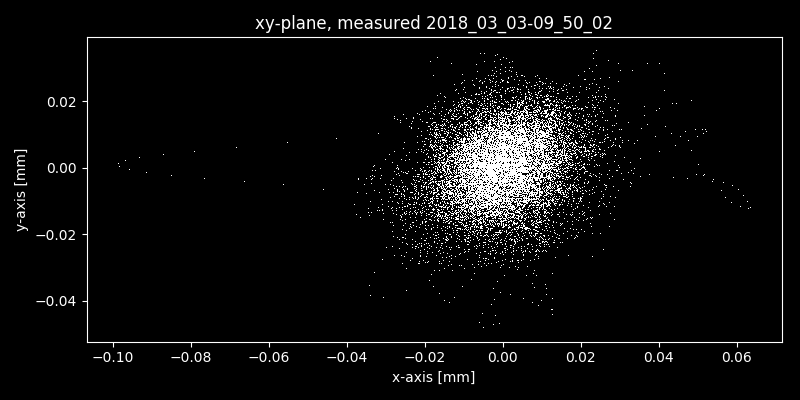 xy-plane, measured 2018_03_03-09_50_02
0.02
0.00
−0.02
−0.04
y-axis [mm]
−0.10 −0.08 −0.06 −0.04 −0.02 0.00 0.02 0.04 0.06
x-axis [mm]